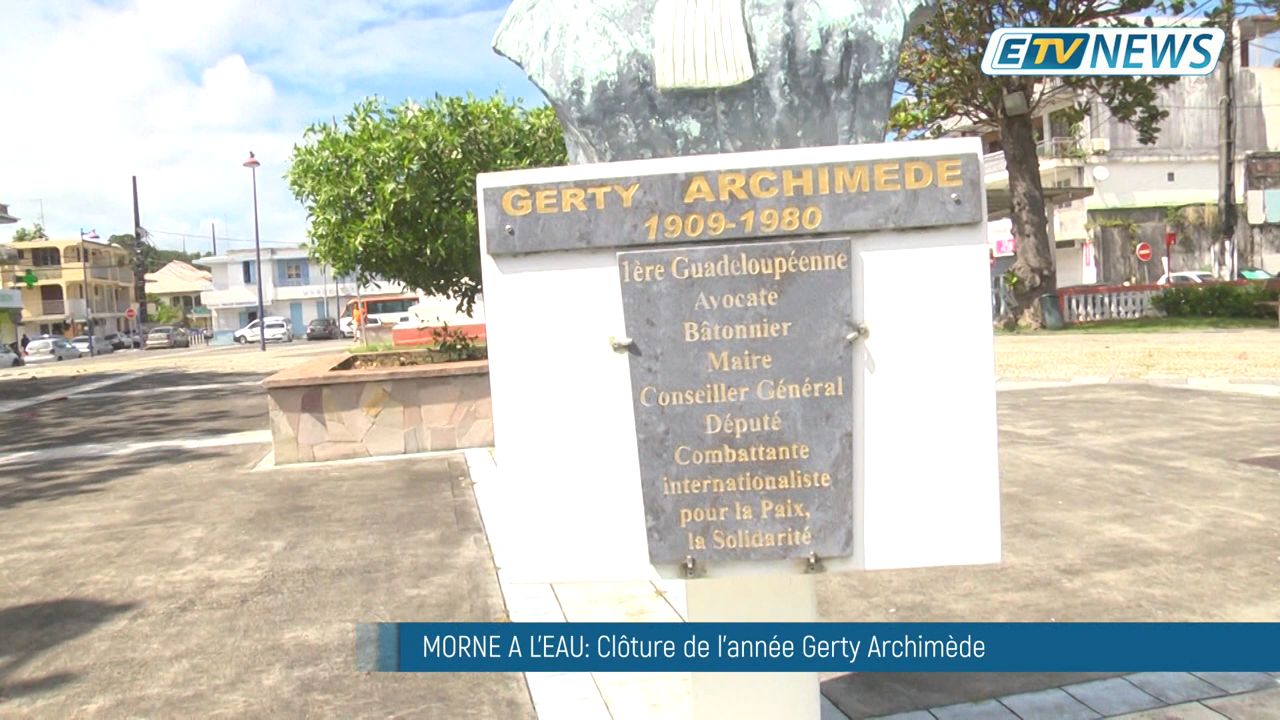 ETV NEWS
GERTY ARCHIMEDE
1909-1980
1ère Guadeloupéenne
Avocate
Bâtonnier
Maire
Conseiller Général
Député
Combattante
internationaliste
pour la Paix,
la Solidarité
MORNE A L'EAU: Clôture de l'année Gerty Archimède